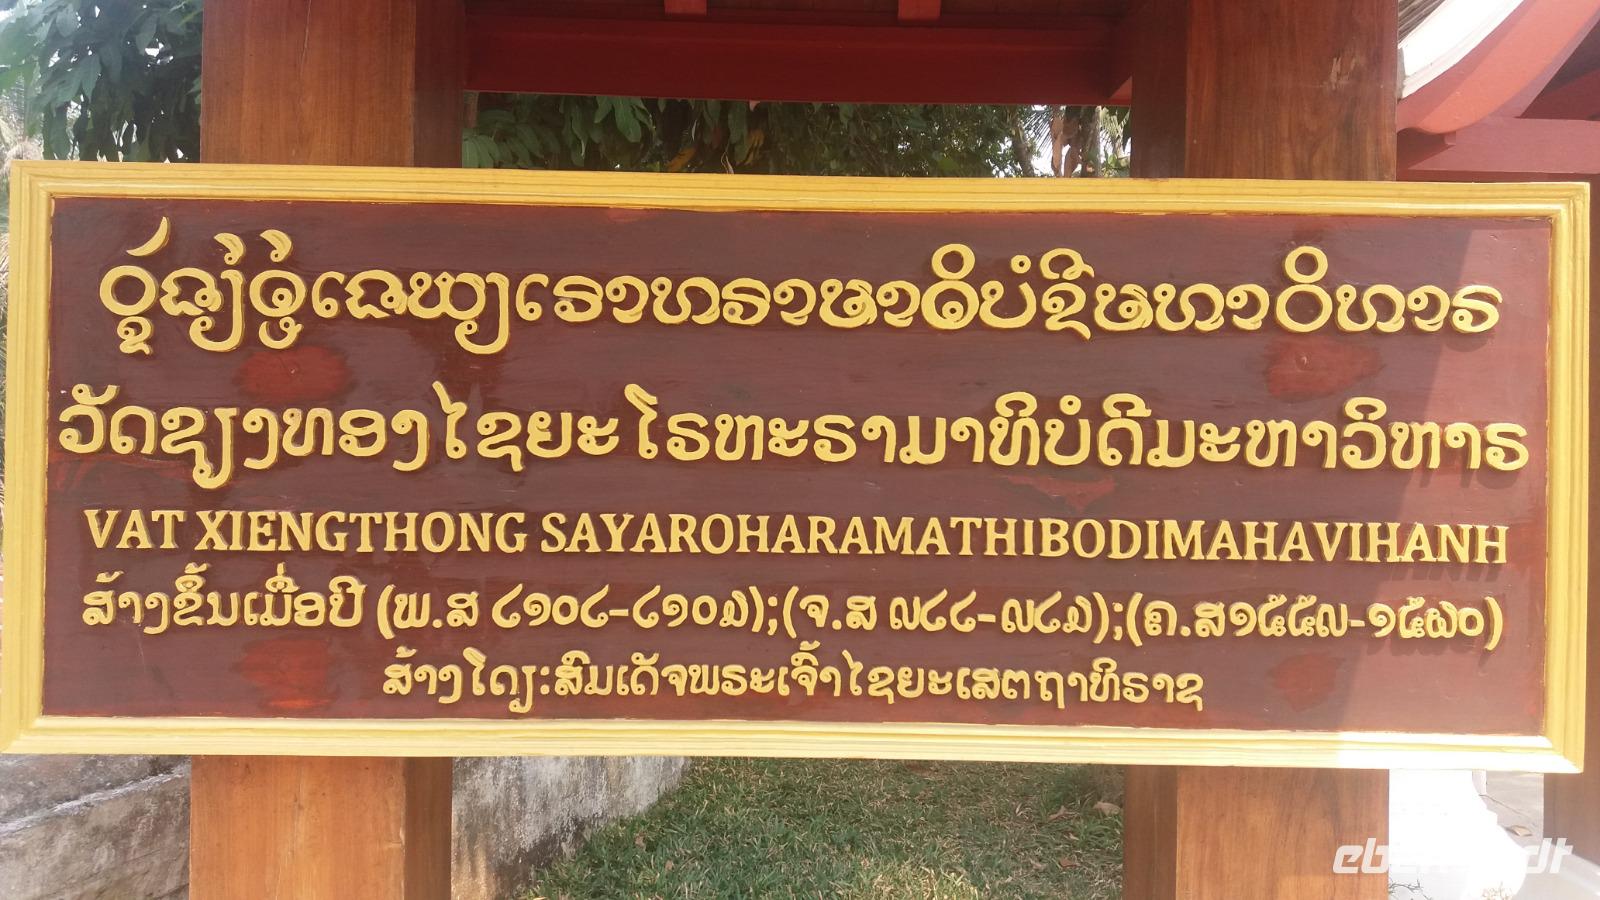 ວັດຊຽງທອງໄຊຍະໂຣຫະຣາມາທິບໍດີມະຫາວິຫາຣ
VAT XIENGTHONG SAYAROHARAMATHIBODIMAHAVIHANH
ສ້າງຂຶ້ນເມື່ອປີ (ພ.ສ ໒໑໐໒-໒໑໐໓);(ຈ.ສ ໙໒໒-໙໒໓);(ຄ.ສ໑໕໕໙-໑໕໖໐)
ສ້າງໂດຽ:ສົມເດັຈພຣະເຈົ້າໄຊຍະເສຕຖາທິຣາຊ